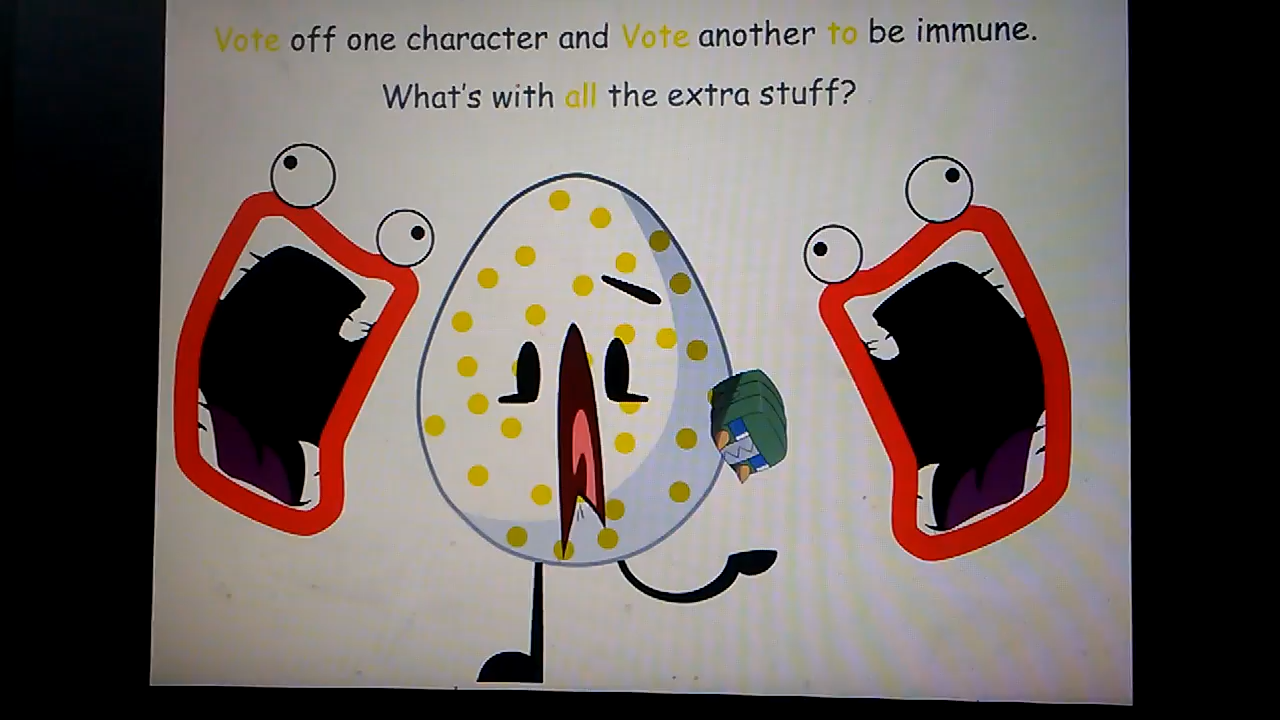 Vote off one character and Vote another to be immune.
What's with all the extra stuff?